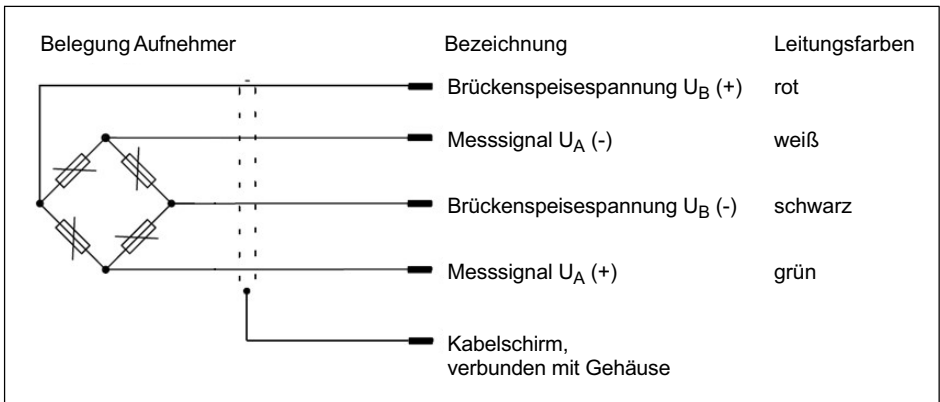 Belegung Aufnehmer Bezeichnung Leitungsfarben
Brückenspeisespannung U_B (+) rot
Messsignal U_A (-) weiß
Brückenspeisespannung U_B (-) schwarz
Messsignal U_A (+) grün
Kabelschirm,
verbunden mit Gehäuse